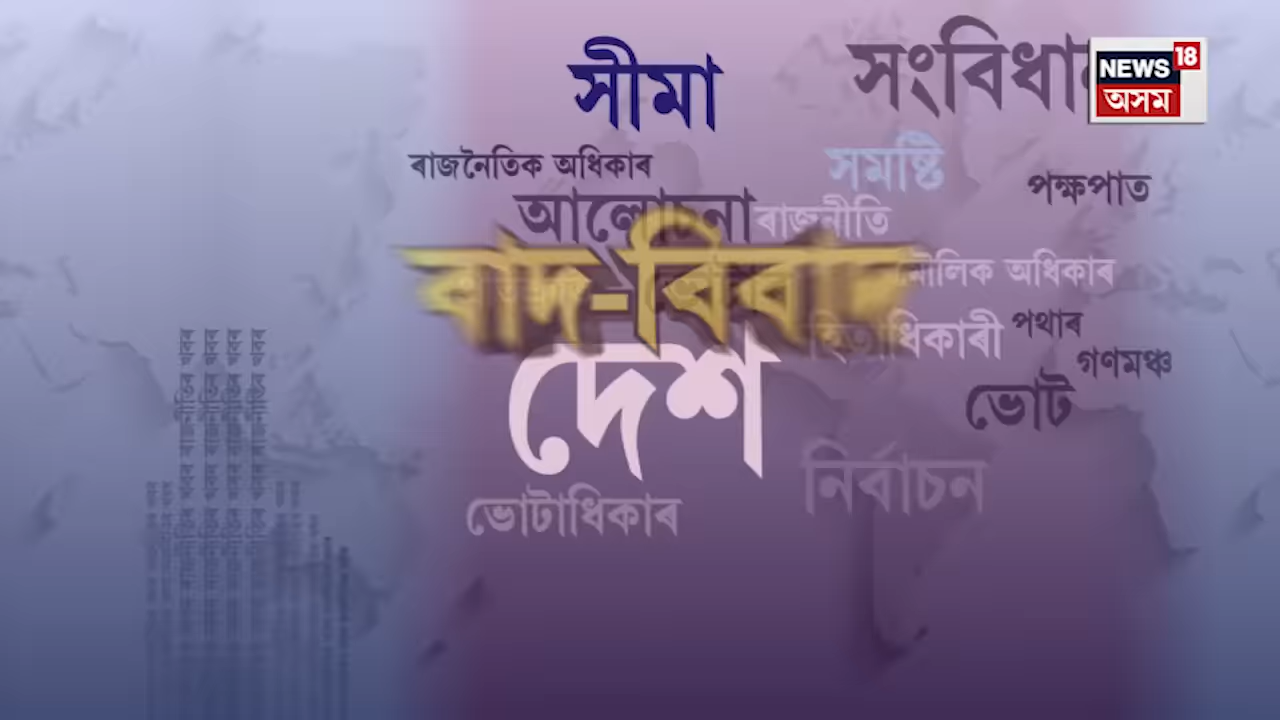 সীমা
সংবিধান
NEWS 18
অসম
ৰাজনৈতিক অধিকাৰ
সমষ্টি
পক্ষপাত
আলোচনা
ৰাজনীতি
বাদ-বিবাদ
মৌলিক অধিকাৰ
হিতাধিকাৰী
পথাৰ
দেশ
গণমঞ্চ
ভোট
নিৰ্বাচন
ভোটাধিকাৰ